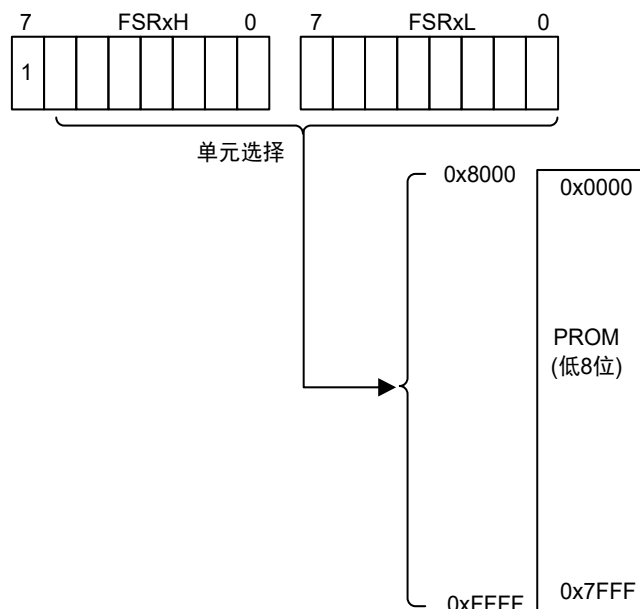 7 FSRxH 0 7 FSRxL 0
1
单元选择
0x8000 0x0000
PROM
(低8位)
0x7FFF
0xFFFF